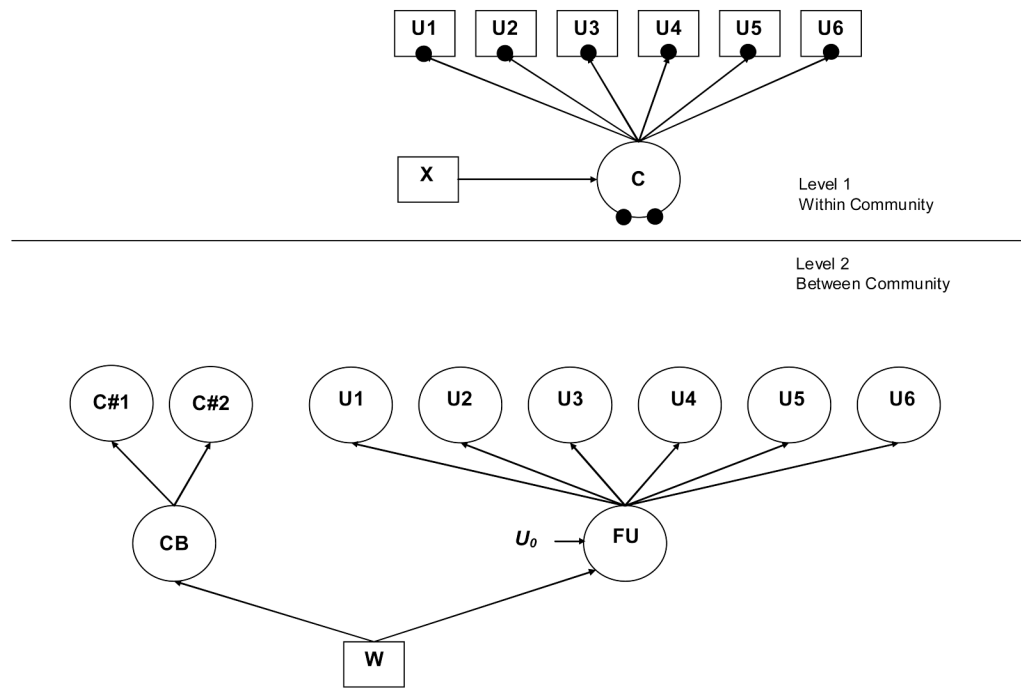 U1 U2 U3 U4 U5 U6
X
C
Level 1
Within Community
Level 2
Between Community
C#1 C#2 U1 U2 U3 U4 U5 U6
CB
U₀
FU
W